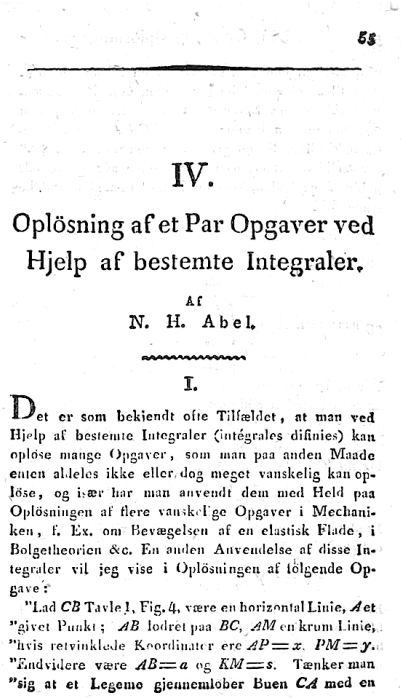 55
IV.
Oplösning af et Par Opgaver ved
Hjelp af bestemte Integraler.
Af
N. H. Abel.
I.
Det er som bekiendt ofte Tilfældet, at man ved
Hjelp af bestemte Integraler (intégrales difinies) kan
oplöse mange Opgaver, som man paa anden Maade
enten aldeles ikke eller dog meget vanskelig kan op-
löse, og især har man anvendt dem med Held paa
Oplösningen af flere vanskelige Opgaver i Mechani-
ken, f. Ex. om Bevægelsen af en elastisk Flade, i
Bolgetheorien &c. En anden Anvendelse af disse In-
tegraler vil jeg vise i Oplösningen af fölgende Op-
gave:
"Lad CB Tavle 1, Fig. 4, være en horizontal Linie, A et
"givet Punkt; AB lodret paa BC, AM en krum Linie,
"hvis retvinklede Koordinater ere AP=x. PM=y.
"Endvidere være AB=a og KM=s. Tænker man
"sig at et Legeme gjennemlober Buen CA med en